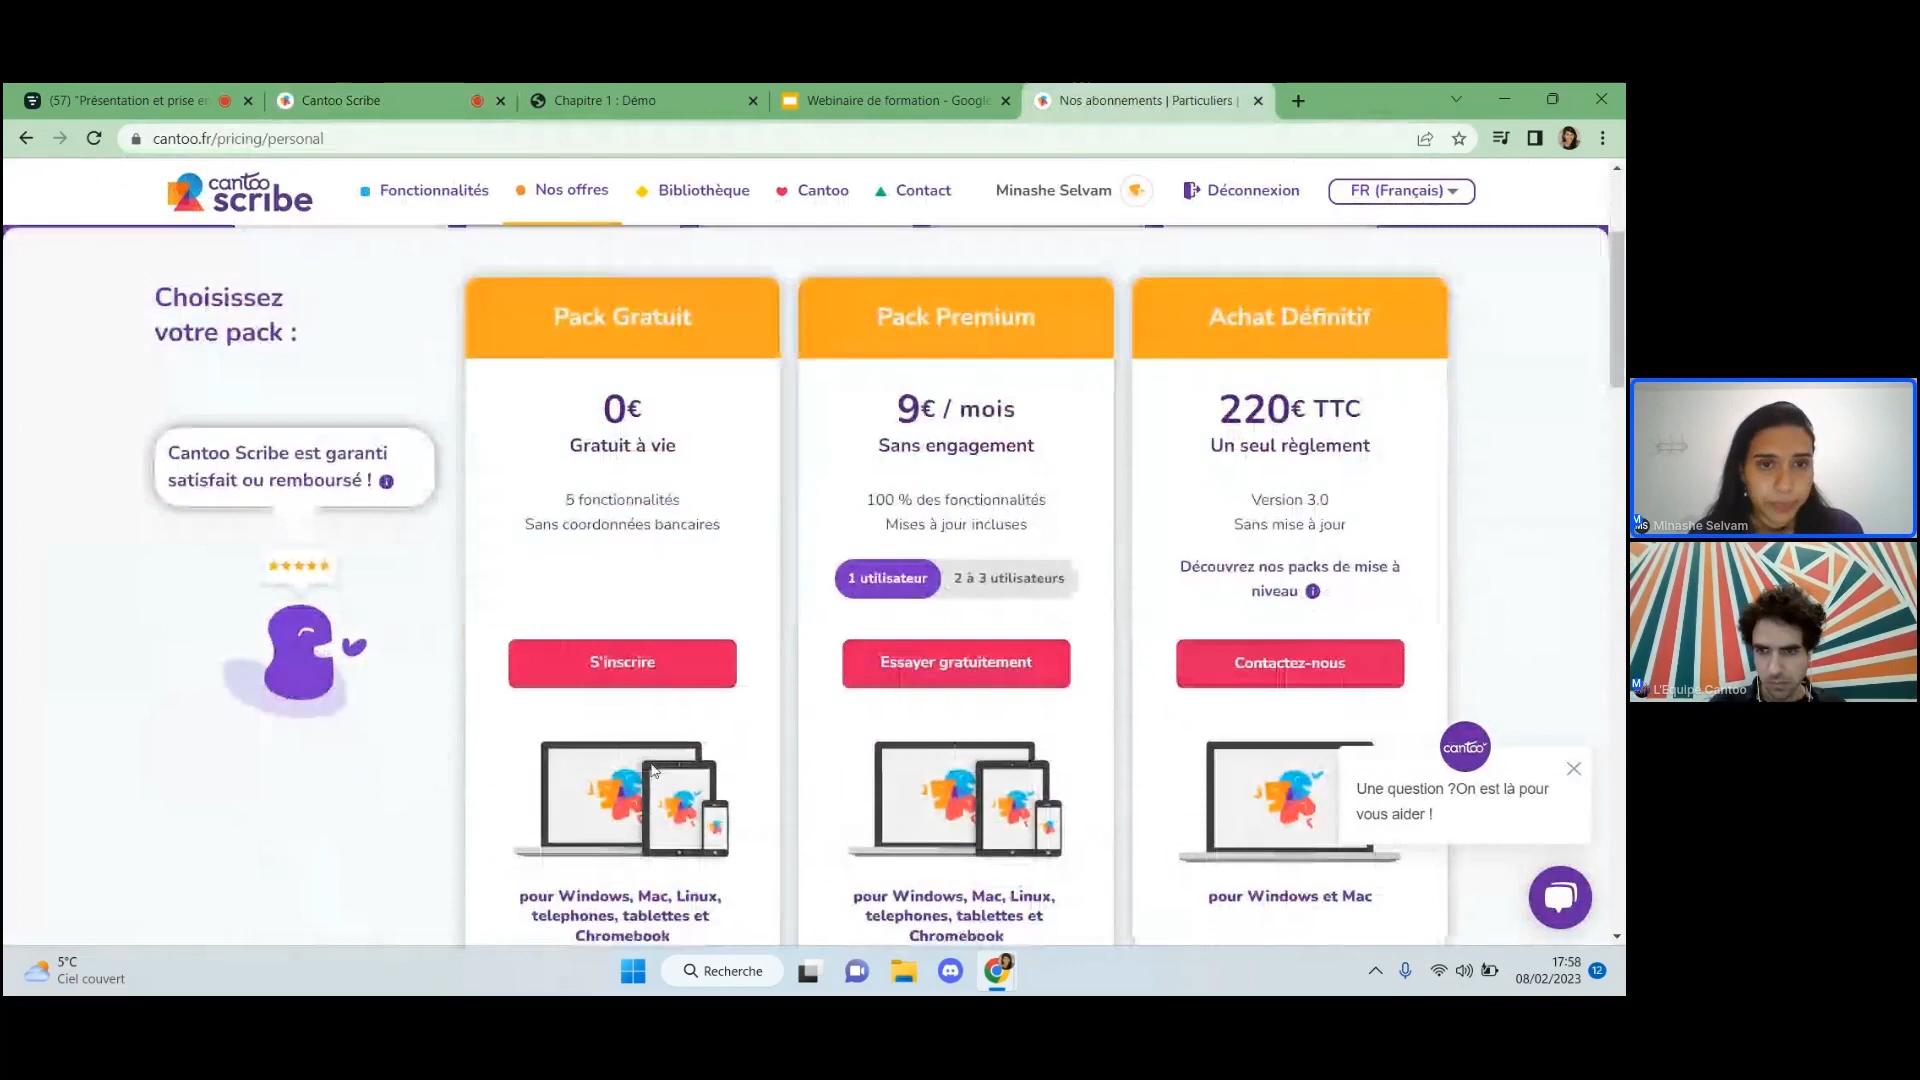 (57) "Présentation et prise en
Cantoo Scribe
Chapitre 1 : Démo
Webinaire de formation - Google
Nos abonnements | Particuliers |
cantoo.fr/pricing/personal
cantoo scribe
Fonctionnalités
Nos offres
Bibliothèque
Cantoo
Contact
Minashe Selvam
Déconnexion
FR (Français)
Choisissez
votre pack :
Cantoo Scribe est garanti
satisfait ou remboursé !
Pack Gratuit
0€
Gratuit à vie
5 fonctionnalités
Sans coordonnées bancaires
S'inscrire
pour Windows, Mac, Linux,
telephones, tablettes et
Chromebook
Pack Premium
9€ / mois
Sans engagement
100 % des fonctionnalités
Mises à jour incluses
1 utilisateur
2 à 3 utilisateurs
Essayer gratuitement
pour Windows, Mac, Linux,
telephones, tablettes et
Chromebook
Achat Définitif
220€ TTC
Un seul règlement
Version 3.0
Sans mise à jour
Découvrez nos packs de mise à
niveau
Contactez-nous
pour Windows et Mac
cantoo
Une question ?On est là pour
vous aider !
Minashe Selvam
L'Equipe Cantoo
5°C
Ciel couvert
Recherche
17:58
08/02/2023
12